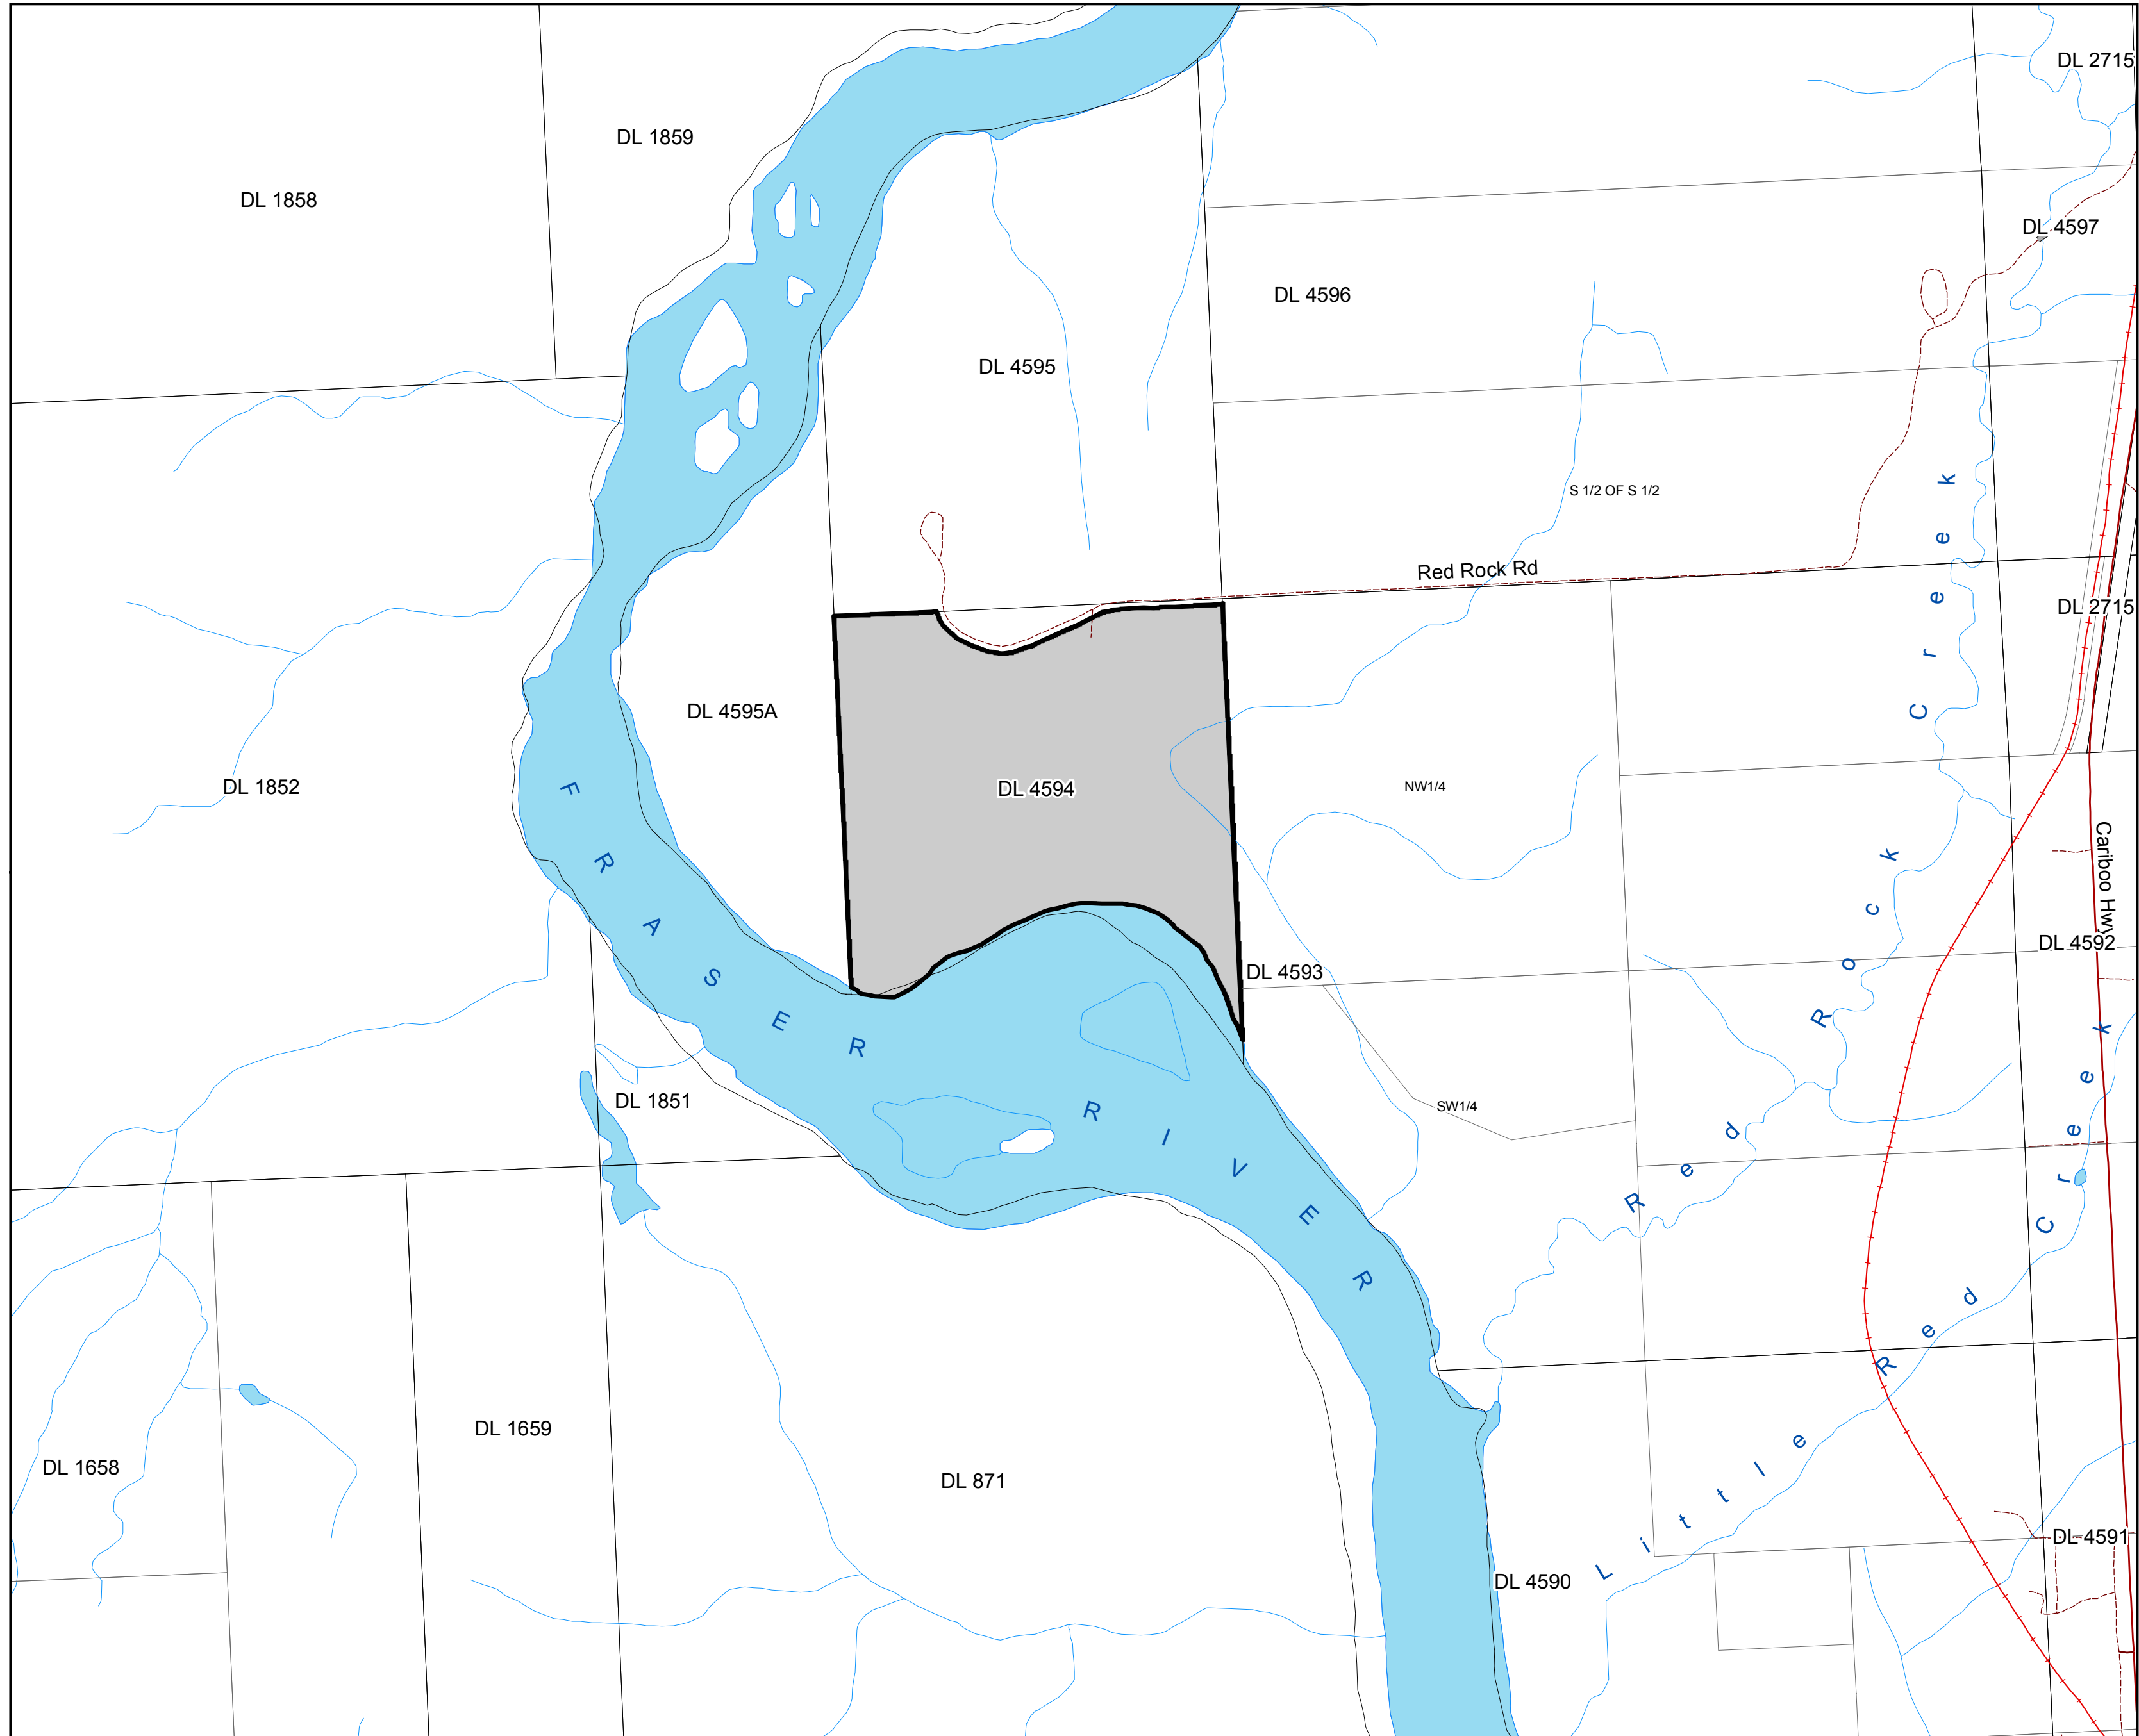 DL 2715
DL 1859
DL 1858
DL 4597
DL 4596
DL 4595
S 1/2 OF S 1/2
Red Rock Rd
DL 2715
DL 4595A
DL 1852
DL 4594
NW1/4
Cariboo Hwy
DL 4592
DL 4593
FRASER RIVER
Red Rock Creek
DL 1851
SW1/4
Little Red Creek
DL 1659
DL 1658
DL 871
DL 4591
DL 4590